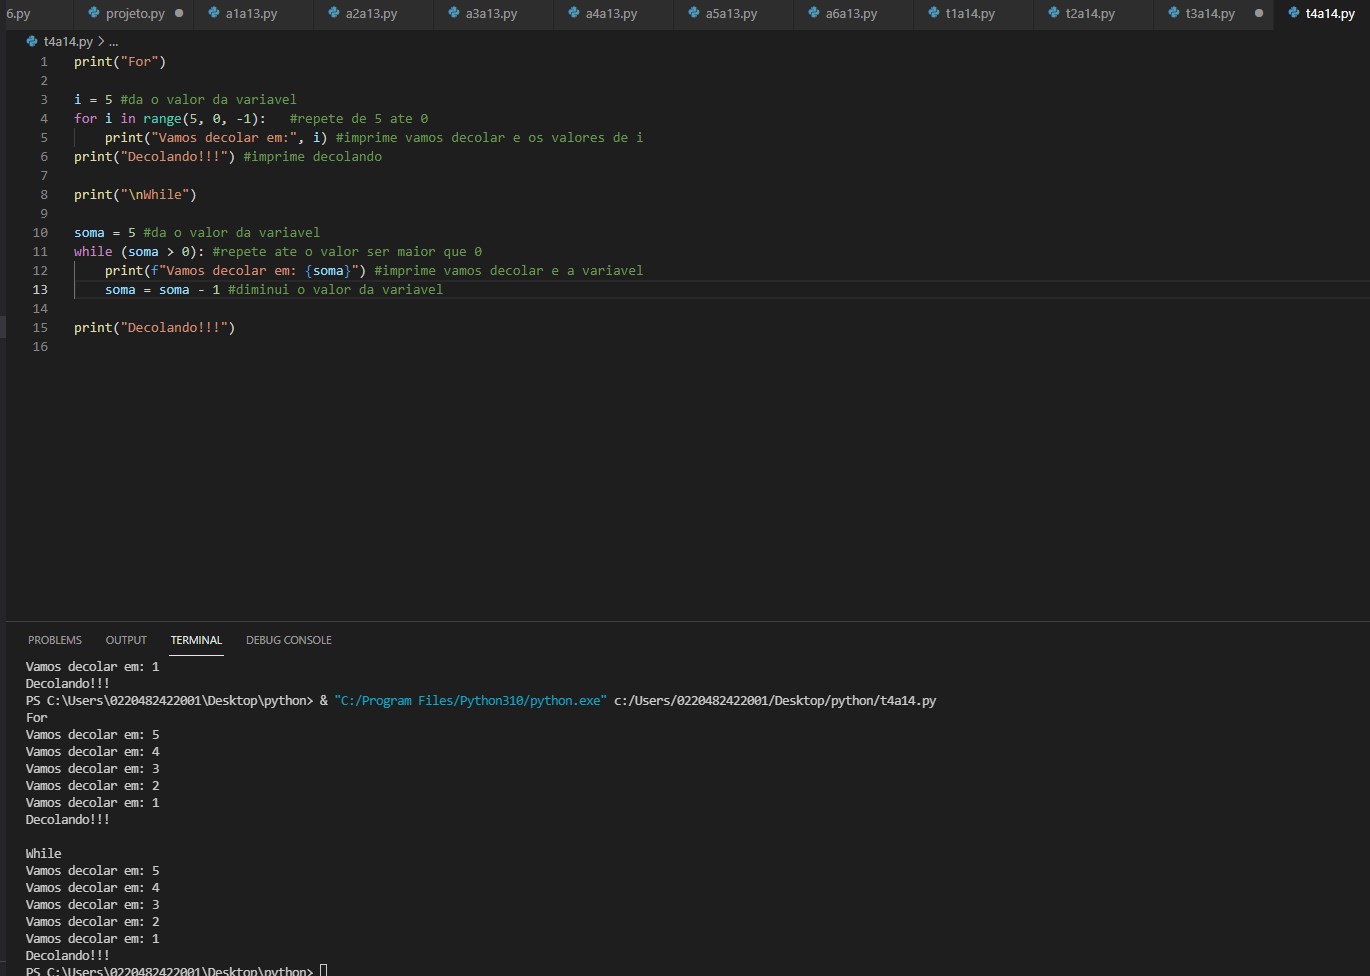 6.py projeto.py a1a13.py a2a13.py a3a13.py a4a13.py a5a13.py a6a13.py t1a14.py t2a14.py t3a14.py t4a14.py
t4a14.py > ...
1 print("For")
2
3 i = 5 #da o valor da variavel
4 for i in range(5, 0, -1):   #repete de 5 ate 0
5     print("Vamos decolar em:", i) #imprime vamos decolar e os valores de i
6 print("Decolando!!!") #imprime decolando
7
8 print("\nWhile")
9
10 soma = 5 #da o valor da variavel
11 while (soma > 0): #repete ate o valor ser maior que 0
12     print(f"Vamos decolar em: {soma}") #imprime vamos decolar e a variavel
13     soma = soma - 1 #diminui o valor da variavel
14
15 print("Decolando!!!")
16
PROBLEMS OUTPUT TERMINAL DEBUG CONSOLE
Vamos decolar em: 1
Decolando!!!
PS C:\Users\0220482422001\Desktop\python> & "C:/Program Files/Python310/python.exe" c:/Users/0220482422001/Desktop/python/t4a14.py
For
Vamos decolar em: 5
Vamos decolar em: 4
Vamos decolar em: 3
Vamos decolar em: 2
Vamos decolar em: 1
Decolando!!!

While
Vamos decolar em: 5
Vamos decolar em: 4
Vamos decolar em: 3
Vamos decolar em: 2
Vamos decolar em: 1
Decolando!!!
PS C:\Users\0220482422001\Desktop\python>